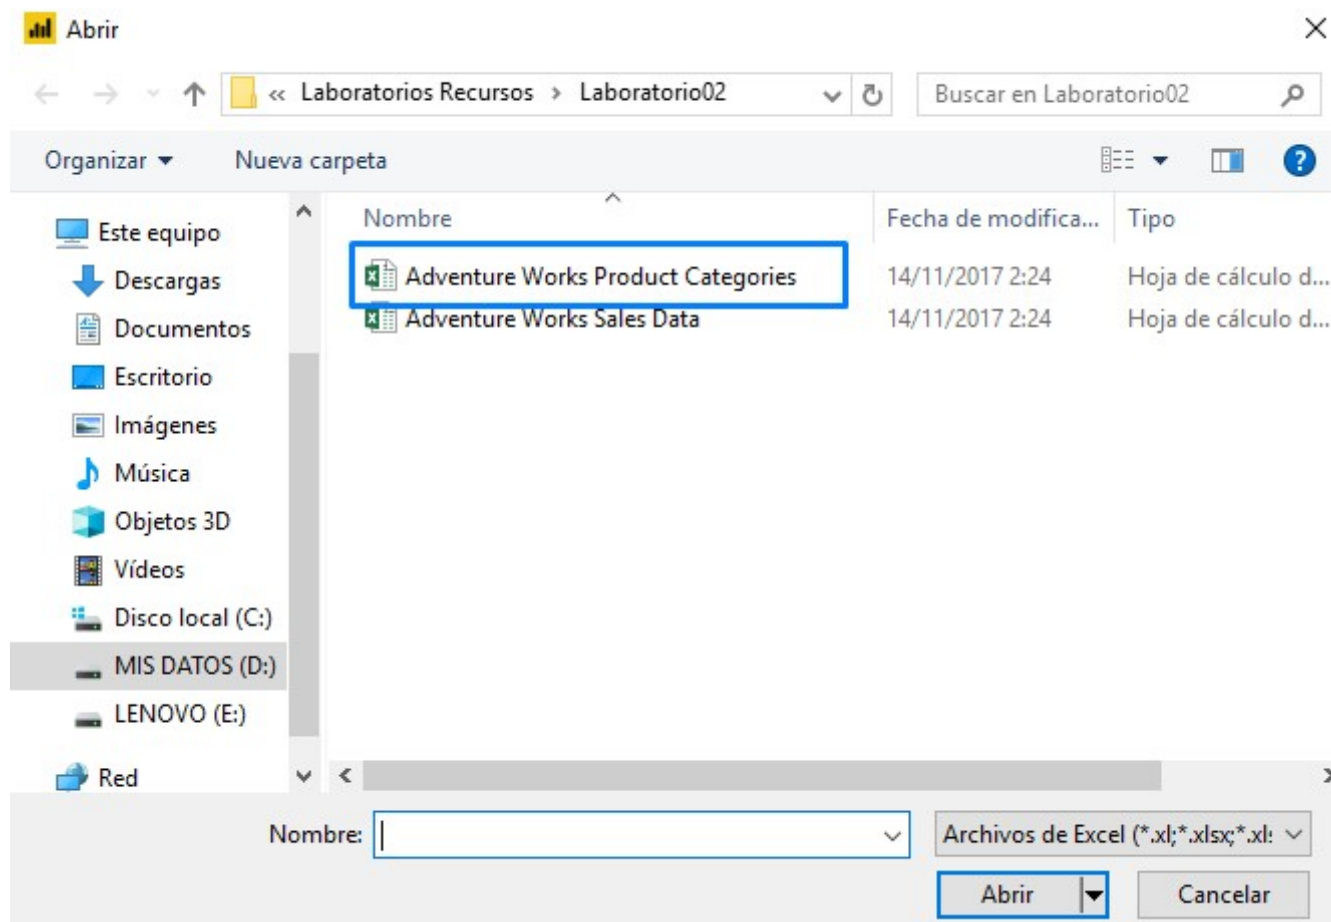 Abrir
« Laboratorios Recursos > Laboratorio02
Buscar en Laboratorio02
Organizar
Nueva carpeta
Nombre
Fecha de modifica...
Tipo
Adventure Works Product Categories
14/11/2017 2:24
Hoja de cálculo d...
Adventure Works Sales Data
14/11/2017 2:24
Hoja de cálculo d...
Este equipo
Descargas
Documentos
Escritorio
Imágenes
Música
Objetos 3D
Vídeos
Disco local (C:)
MIS DATOS (D:)
LENOVO (E:)
Red
Nombre:
Archivos de Excel (*.xl;*.xlsx;*.xl
Abrir
Cancelar